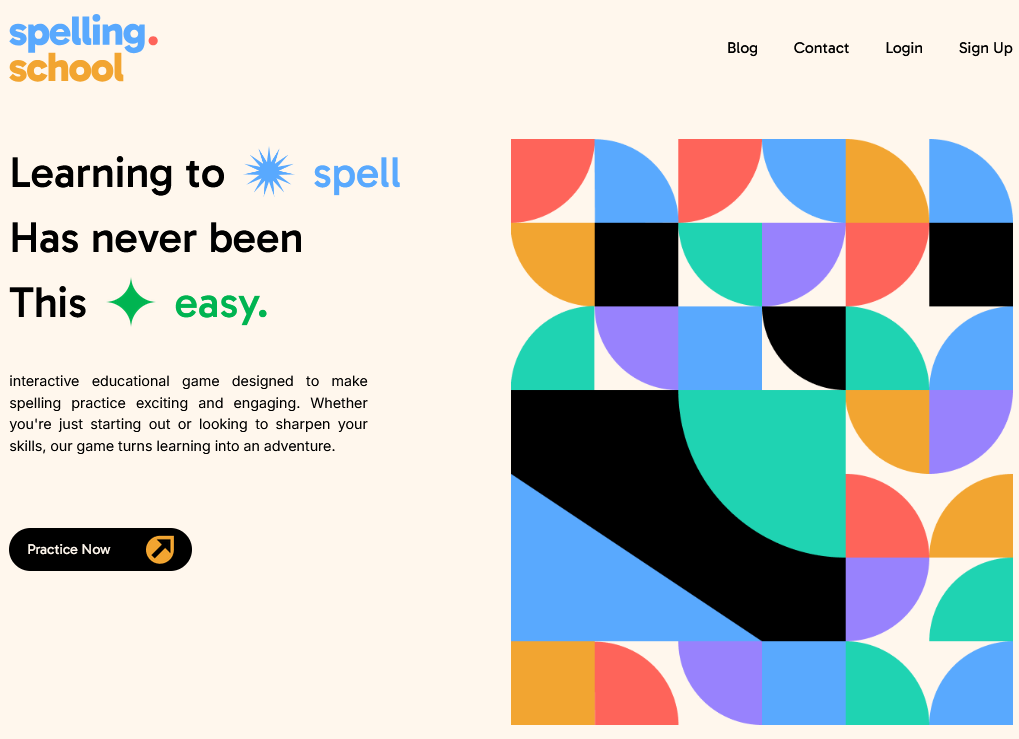 spelling.
school
Blog Contact Login Sign Up
Learning to spell
Has never been
This easy.
interactive educational game designed to make
spelling practice exciting and engaging. Whether
you're just starting out or looking to sharpen your
skills, our game turns learning into an adventure.
Practice Now